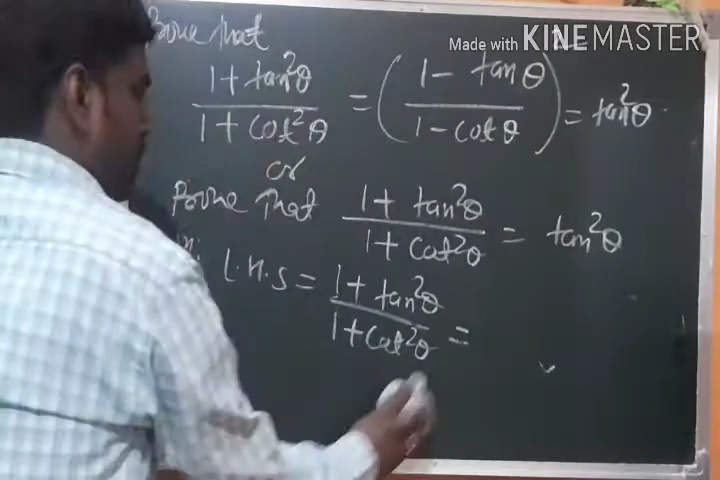 Prove that
Made with KINEMASTER
1 + tan²θ / 1 + cot²θ = ( 1 - tan θ / 1 - cot θ )² = tan²θ
or
Prove that 1 + tan²θ / 1 + cot²θ = tan²θ
L.H.S = 1 + tan²θ / 1 + cot²θ =